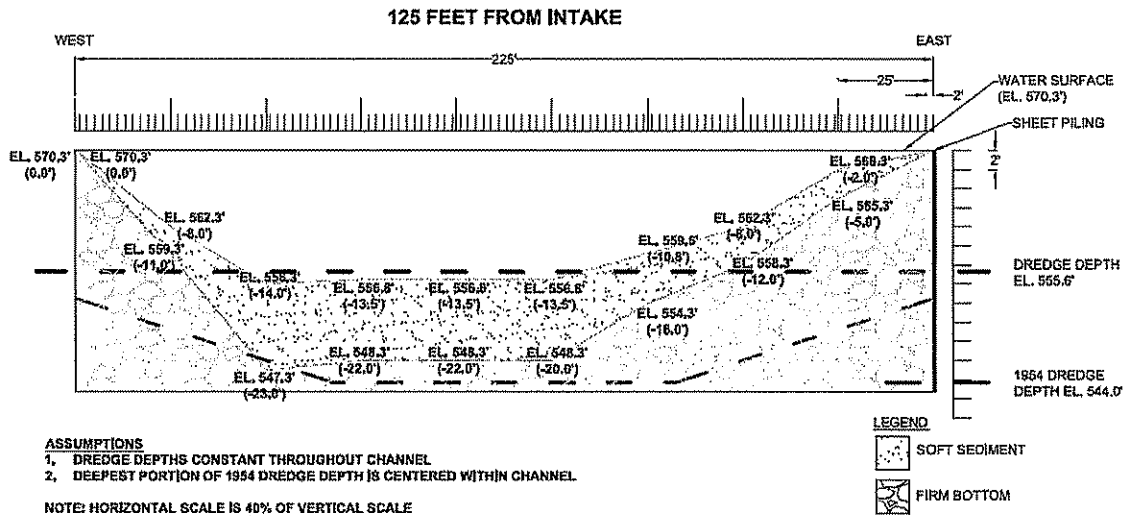 125 FEET FROM INTAKE
WEST
EAST
225'
25'
2'
WATER SURFACE
(EL. 570.3')
SHEET PILING
2'
EL. 570.3'
(0.0')
EL. 570.3'
(0.0')
EL. 568.3'
(-2.0')
EL. 565.3'
(-5.0')
EL. 562.3'
(-8.0')
EL. 562.3'
(-8.0')
EL. 559.3'
(-11.0')
EL. 559.5'
(-10.8')
EL. 558.3'
(-12.0')
DREDGE DEPTH
EL. 555.6'
EL. 556.3'
(-14.0')
EL. 556.8'
(-13.5')
EL. 556.8'
(-13.5')
EL. 556.8'
(-13.5')
EL. 554.3'
(-16.0')
EL. 547.3'
(-23.0')
EL. 548.3'
(-22.0')
EL. 548.3'
(-22.0')
EL. 548.3'
(-20.0')
1954 DREDGE
DEPTH EL. 544.0'
ASSUMPTIONS
1. DREDGE DEPTHS CONSTANT THROUGHOUT CHANNEL
2. DEEPEST PORTION OF 1954 DREDGE DEPTH IS CENTERED WITHIN CHANNEL
NOTE: HORIZONTAL SCALE IS 40% OF VERTICAL SCALE
LEGEND
SOFT SEDIMENT
FIRM BOTTOM